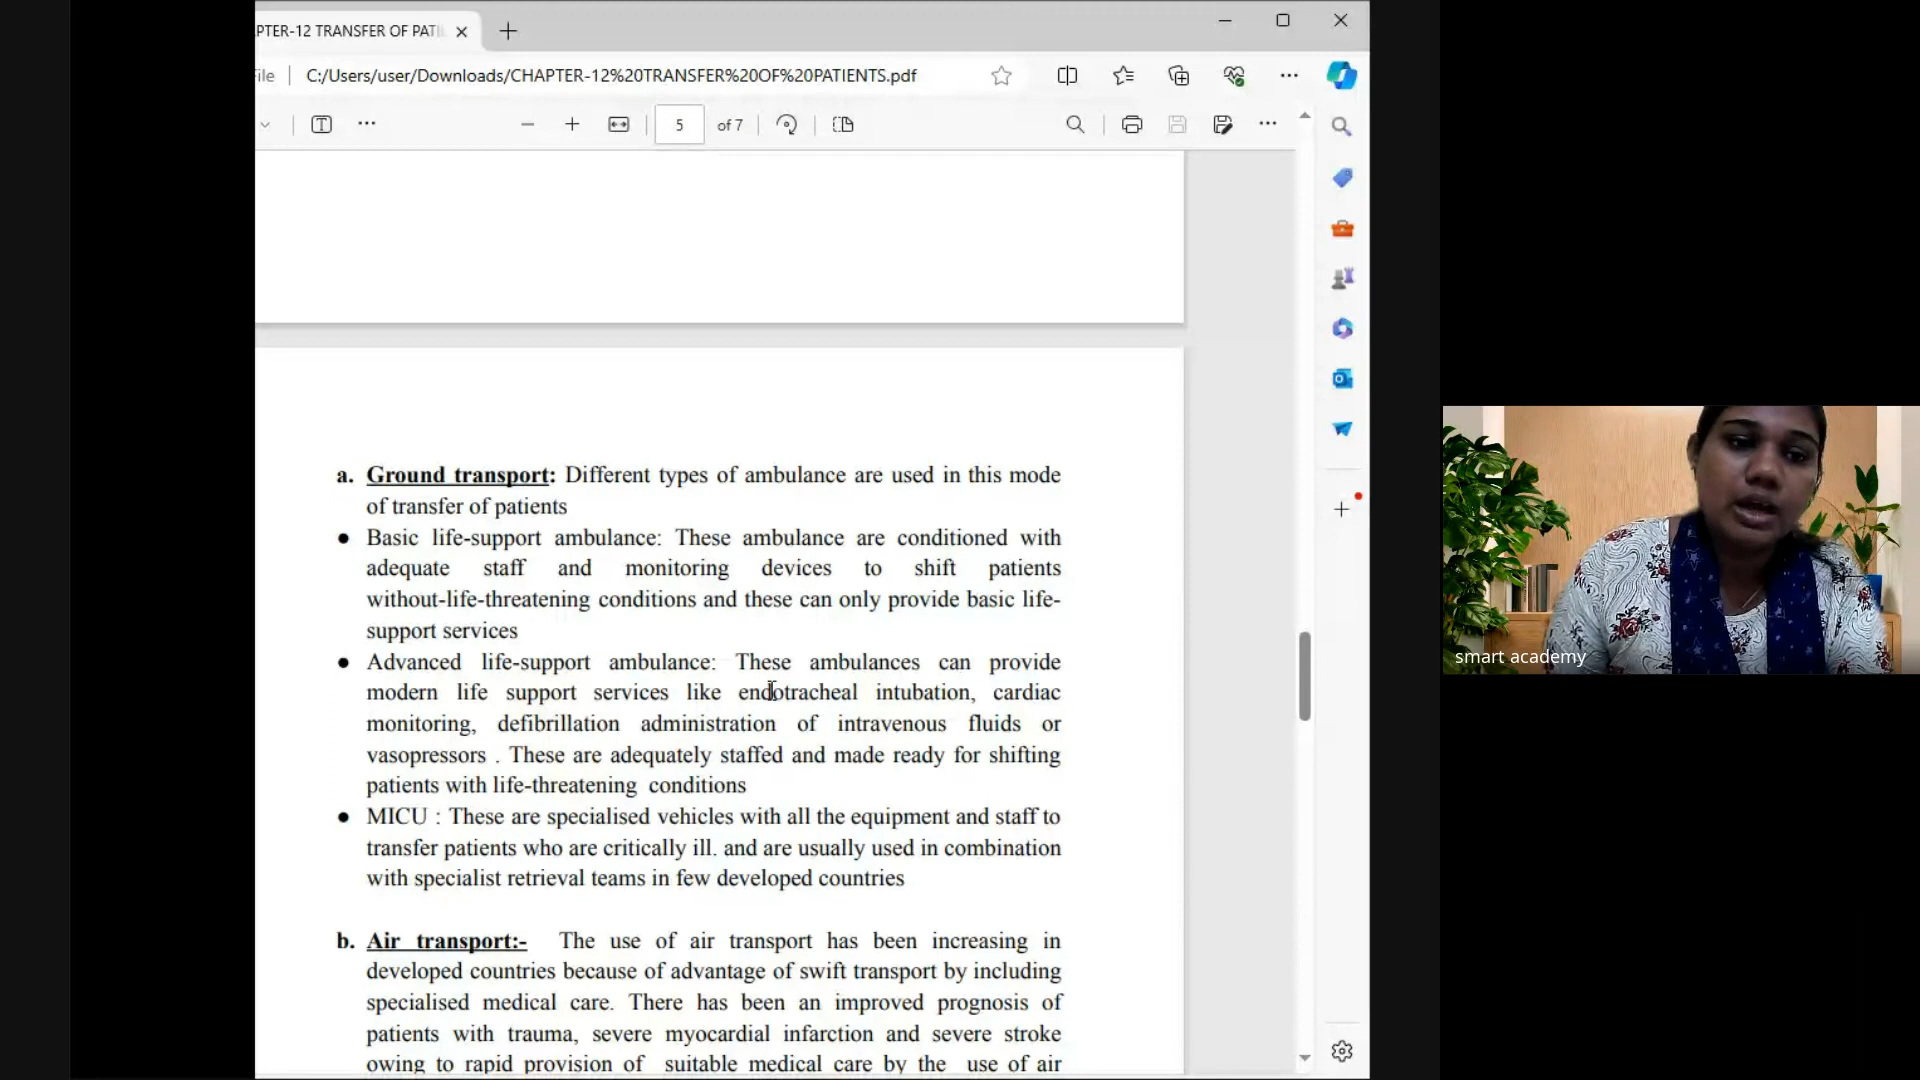 PTER-12 TRANSFER OF PATI
ile
C:/Users/user/Downloads/CHAPTER-12%20TRANSFER%20OF%20PATIENTS.pdf
5 of 7
a. Ground transport: Different types of ambulance are used in this mode
of transfer of patients
● Basic life-support ambulance: These ambulance are conditioned with
adequate staff and monitoring devices to shift patients
without-life-threatening conditions and these can only provide basic life-
support services
● Advanced life-support ambulance: These ambulances can provide
modern life support services like endotracheal intubation, cardiac
monitoring, defibrillation administration of intravenous fluids or
vasopressors . These are adequately staffed and made ready for shifting
patients with life-threatening conditions
● MICU : These are specialised vehicles with all the equipment and staff to
transfer patients who are critically ill. and are usually used in combination
with specialist retrieval teams in few developed countries
b. Air transport:- The use of air transport has been increasing in
developed countries because of advantage of swift transport by including
specialised medical care. There has been an improved prognosis of
patients with trauma, severe myocardial infarction and severe stroke
owing to rapid provision of suitable medical care by the use of air
smart academy